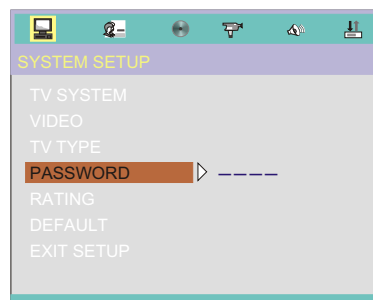 SYSTEM SETUP
TV SYSTEM
VIDEO
TV TYPE
PASSWORD _ _ _ _
RATING
DEFAULT
EXIT SETUP